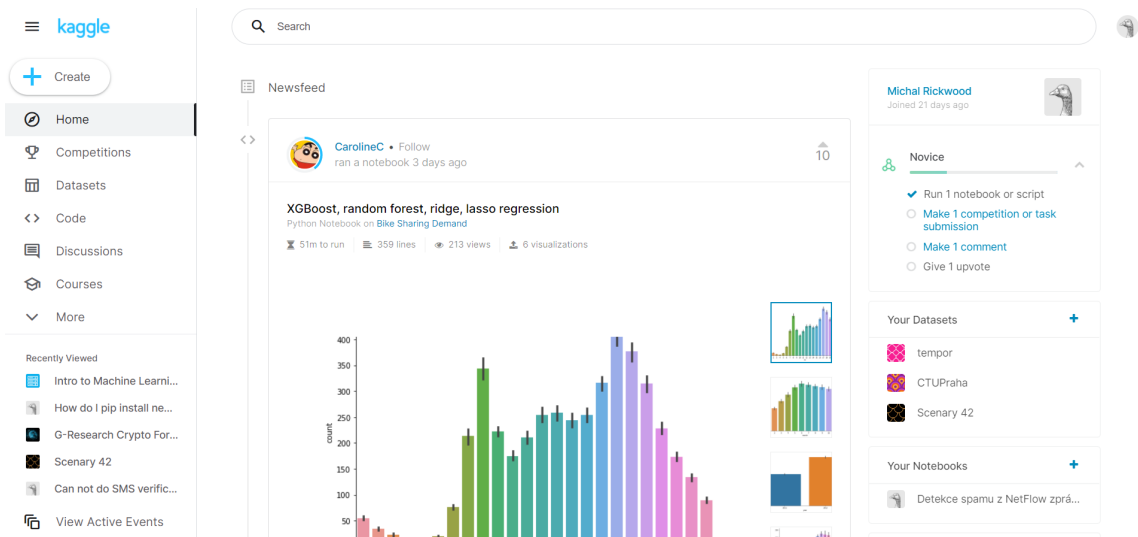 kaggle
Search
Create
Home
Competitions
Datasets
Code
Discussions
Courses
More
Recently Viewed
Intro to Machine Learni...
How do I pip install ne...
G-Research Crypto For...
Scenary 42
Can not do SMS verific...
View Active Events
Newsfeed
CarolineC • Follow
ran a notebook 3 days ago
10
XGBoost, random forest, ridge, lasso regression
Python Notebook on Bike Sharing Demand
51m to run
359 lines
213 views
6 visualizations
count
400
350
300
250
200
150
100
50
Michal Rickwood
Joined 21 days ago
Novice
Run 1 notebook or script
Make 1 competition or task
submission
Make 1 comment
Give 1 upvote
Your Datasets
tempor
CTUPraha
Scenary 42
Your Notebooks
Detekce spamu z NetFlow zprá...